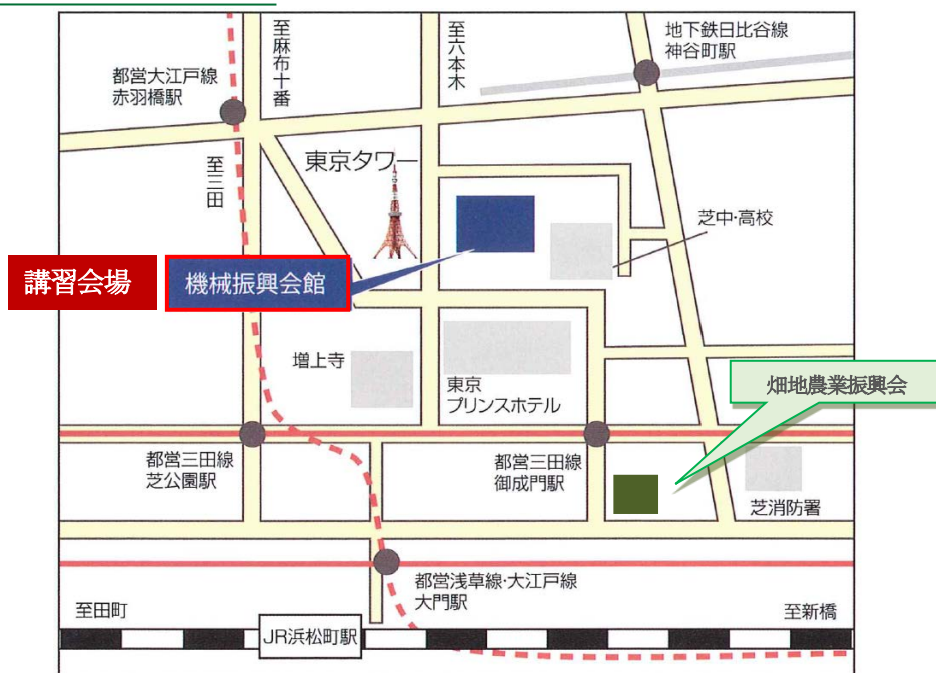 至麻布十番
至六本木
地下鉄日比谷線
神谷町駅
都営大江戸線
赤羽橋駅
至三田
東京タワー
芝中・高校
講習会場
機械振興会館
増上寺
東京
プリンスホテル
畑地農業振興会
都営三田線
芝公園駅
都営三田線
御成門駅
芝消防署
都営浅草線・大江戸線
大門駅
至田町
至新橋
JR浜松町駅